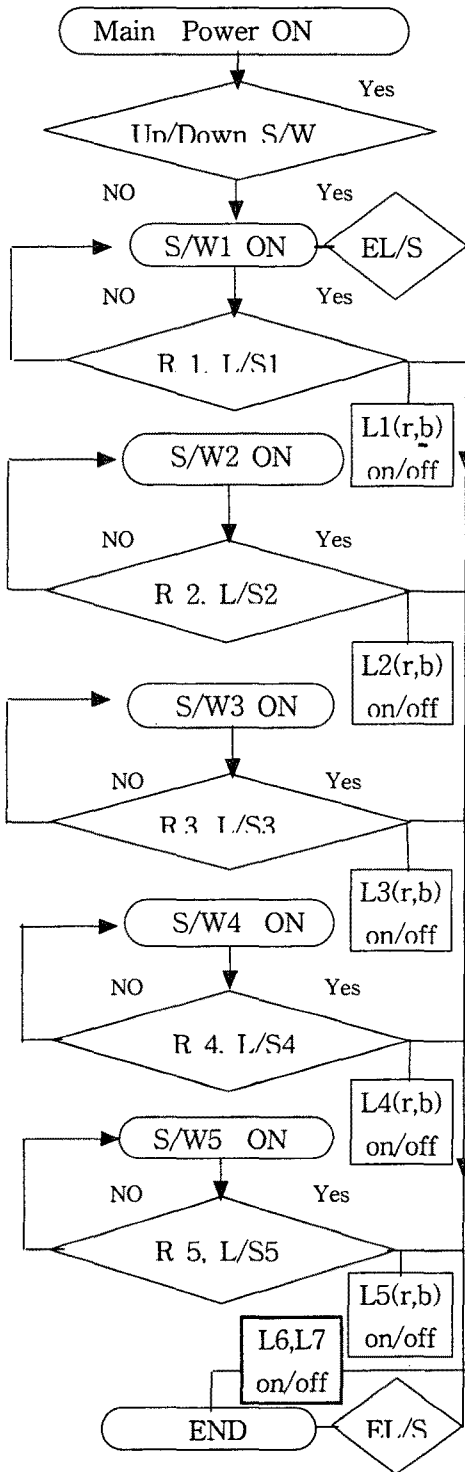 Main Power ON
Yes
Up/Down S/W
NO Yes
S/W1 ON EL/S
NO Yes
R 1. L/S1
L1(r,b)
on/off
S/W2 ON
NO Yes
R 2. L/S2
L2(r,b)
on/off
S/W3 ON
NO Yes
R 3. L/S3
L3(r,b)
on/off
S/W4 ON
NO Yes
R 4. L/S4
L4(r,b)
on/off
S/W5 ON
NO Yes
R 5, L/S5
L5(r,b)
on/off
L6,L7
on/off
END EL/S